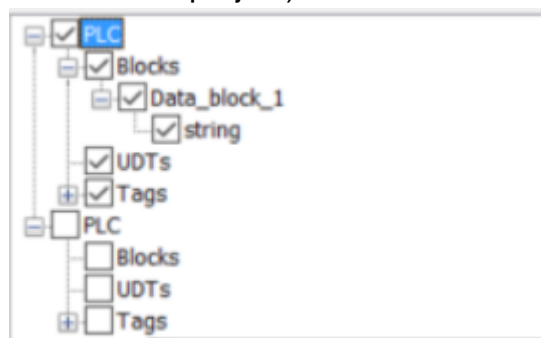 PLC
Blocks
Data_block_1
string
UDTs
Tags
PLC
Blocks
UDTs
Tags